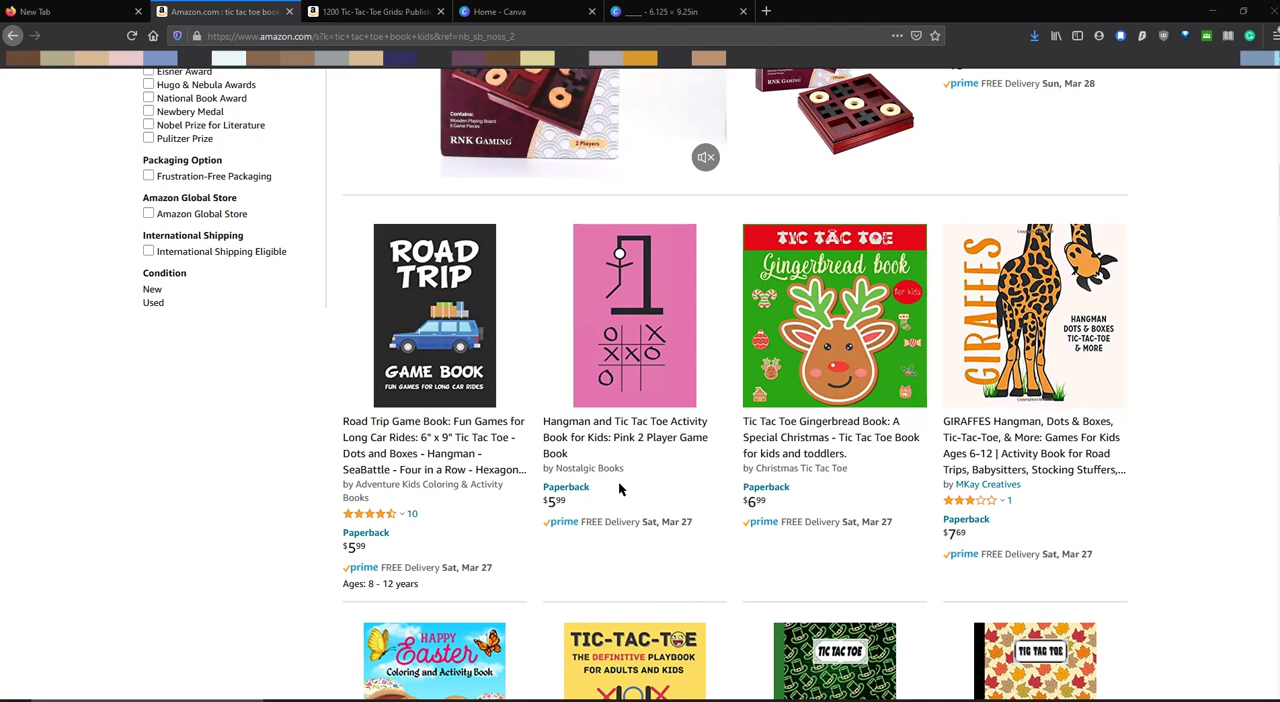 New Tab
Amazon.com : tic tac toe book
1200 Tic-Tac-Toe Grids: Publish
Home - Canva
____ - 6.125 × 9.25in
https://www.amazon.com/s?k=tic+tac+toe+book+kids&ref=nb_sb_noss_2
Eisner Award
Hugo & Nebula Awards
National Book Award
Newbery Medal
Nobel Prize for Literature
Pulitzer Prize
Packaging Option
Frustration-Free Packaging
Amazon Global Store
Amazon Global Store
International Shipping
International Shipping Eligible
Condition
New
Used
Contains:
Wooden Playing Board
RNK GAMING
2 Players
prime FREE Delivery Sun, Mar 28
ROAD
TRIP
GAME BOOK
FUN GAMES FOR LONG CAR RIDES
Road Trip Game Book: Fun Games for
Long Car Rides: 6" x 9" Tic Tac Toe -
Dots and Boxes - Hangman -
SeaBattle - Four in a Row - Hexagon...
by Adventure Kids Coloring & Activity
Books
10
Paperback
$5 99
prime FREE Delivery Sat, Mar 27
Ages: 8 - 12 years
O X
X X O
O
Hangman and Tic Tac Toe Activity
Book for Kids: Pink 2 Player Game
Book
by Nostalgic Books
Paperback
$5 99
prime FREE Delivery Sat, Mar 27
TIC TAC TOE
Gingerbread book
for kids
Tic Tac Toe Gingerbread Book: A
Special Christmas - Tic Tac Toe Book
for kids and toddlers.
by Christmas Tic Tac Toe
Paperback
$6 99
prime FREE Delivery Sat, Mar 27
GIRAFFES
HANGMAN
DOTS & BOXES
TIC-TAC-TOE
& MORE
GIRAFFES Hangman, Dots & Boxes,
Tic-Tac-Toe, & More: Games For Kids
Ages 6-12 | Activity Book for Road
Trips, Babysitters, Stocking Stuffers,...
by MKay Creatives
1
Paperback
$7 69
prime FREE Delivery Sat, Mar 27
HAPPY
Easter
Coloring and Activity Book
TIC-TAC-TOE
THE DEFINITIVE PLAYBOOK
FOR ADULTS AND KIDS
TIC TAC TOE
TIC TAC TOE